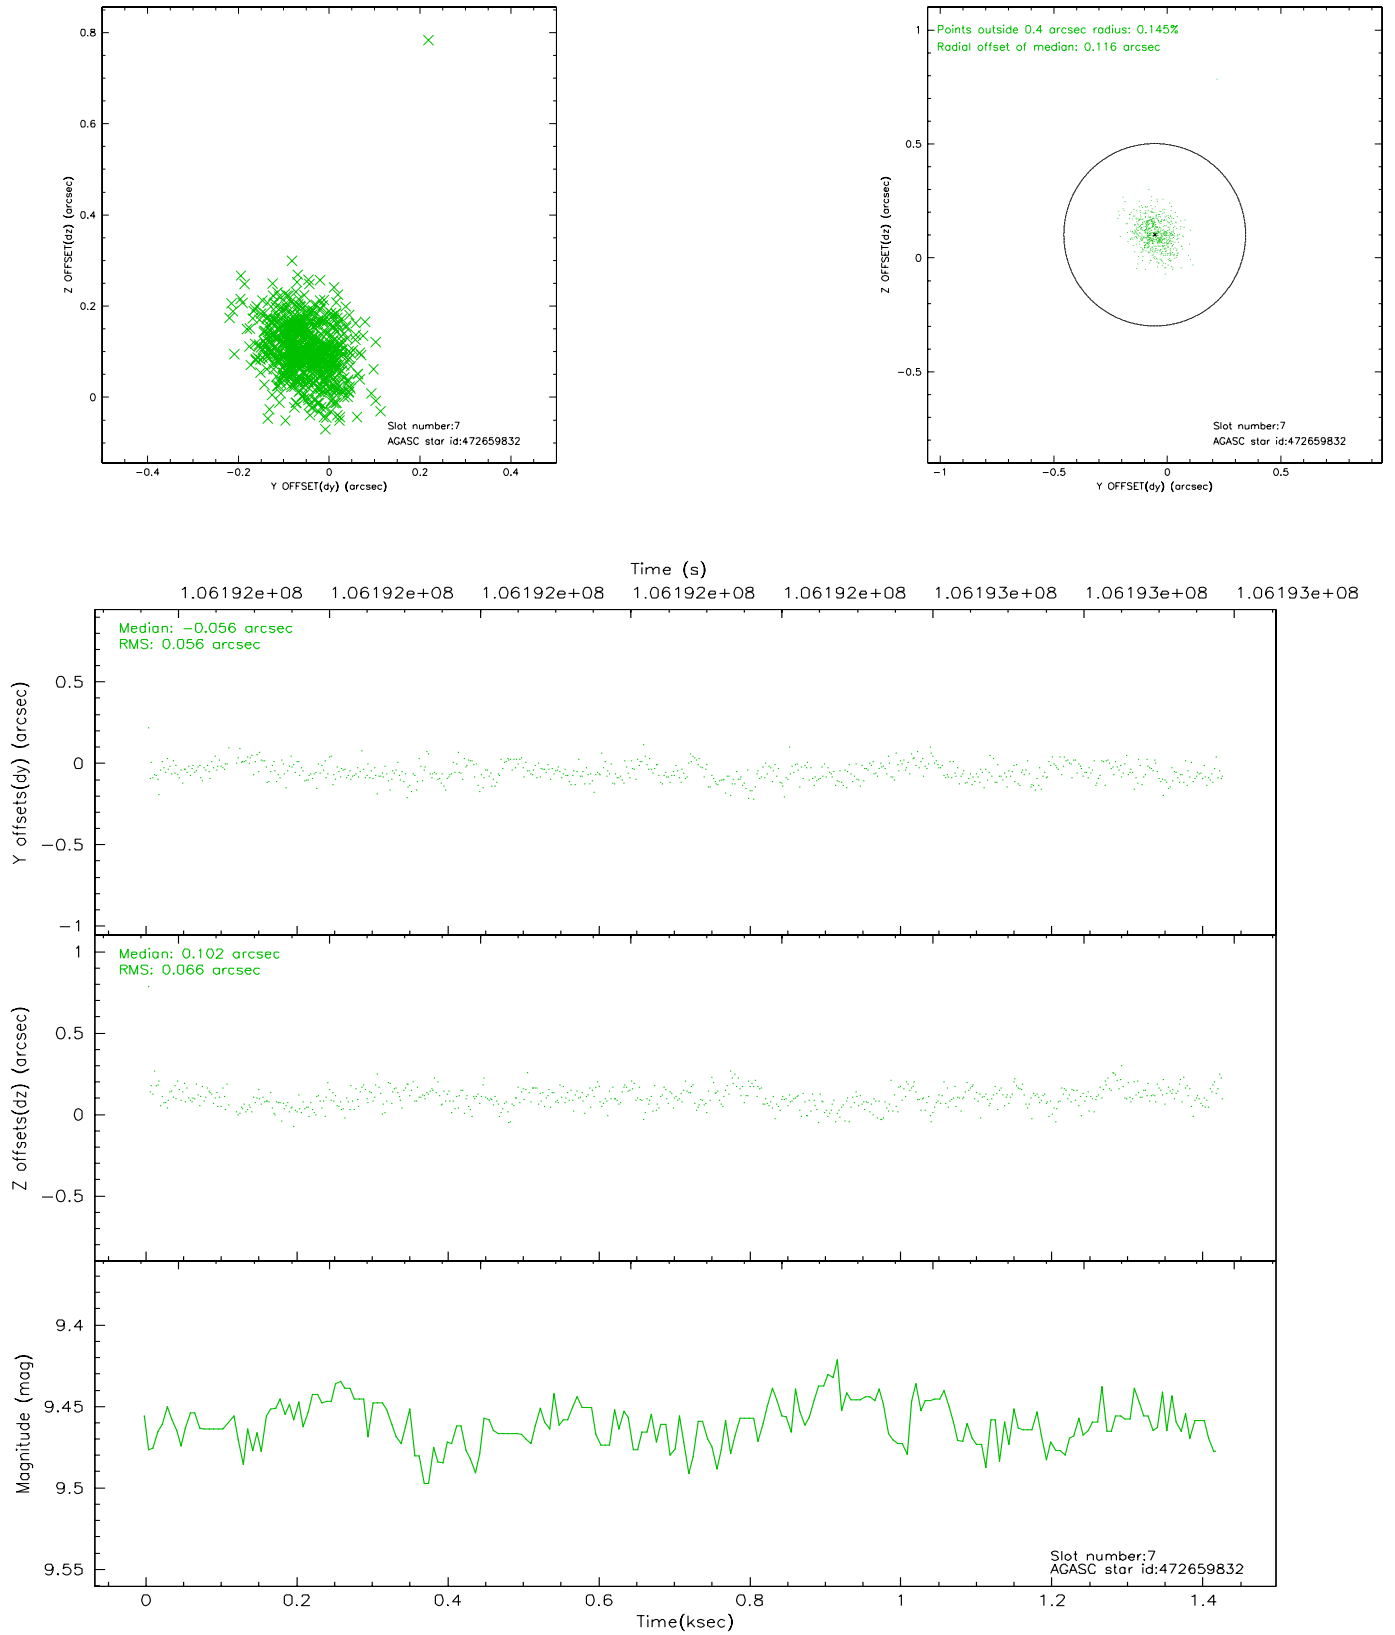 0.8
0.6
0.4
0.2
0
Z OFFSET(dz) (arcsec)
Slot number:7
AGASC star id:472659832
−0.4 −0.2 0 0.2 0.4
Y OFFSET(dy) (arcsec)
Points outside 0.4 arcsec radius: 0.145%
Radial offset of median: 0.116 arcsec
1
0.5
0
−0.5
Z OFFSET(dz) (arcsec)
Slot number:7
AGASC star id:472659832
−1 −0.5 0 0.5
Y OFFSET(dy) (arcsec)
Time (s)
1.06192e+08 1.06192e+08 1.06192e+08 1.06192e+08 1.06192e+08 1.06193e+08 1.06193e+08 1.06193e+08
Median: −0.056 arcsec
RMS: 0.056 arcsec
0.5
0
−0.5
−1
Y offsets(dy) (arcsec)
Median: 0.102 arcsec
RMS: 0.066 arcsec
1
0.5
0
−0.5
Z offsets(dz) (arcsec)
9.4
9.45
9.5
9.55
Magnitude (mag)
Slot number:7
AGASC star id:472659832
0 0.2 0.4 0.6 0.8 1 1.2 1.4
Time(ksec)